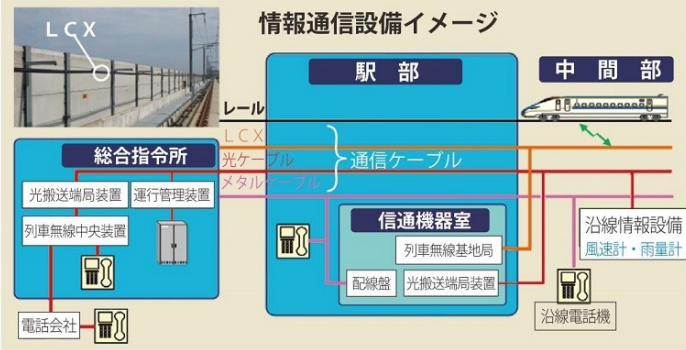 情報通信設備イメージ
LCX
駅部
中間部
レール
LCX
光ケーブル
メタルケーブル
通信ケーブル
総合指令所
光搬送端局装置
運行管理装置
列車無線中央装置
電話会社
信通機器室
列車無線基地局
配線盤
光搬送端局装置
沿線情報設備
風速計・雨量計
沿線電話機